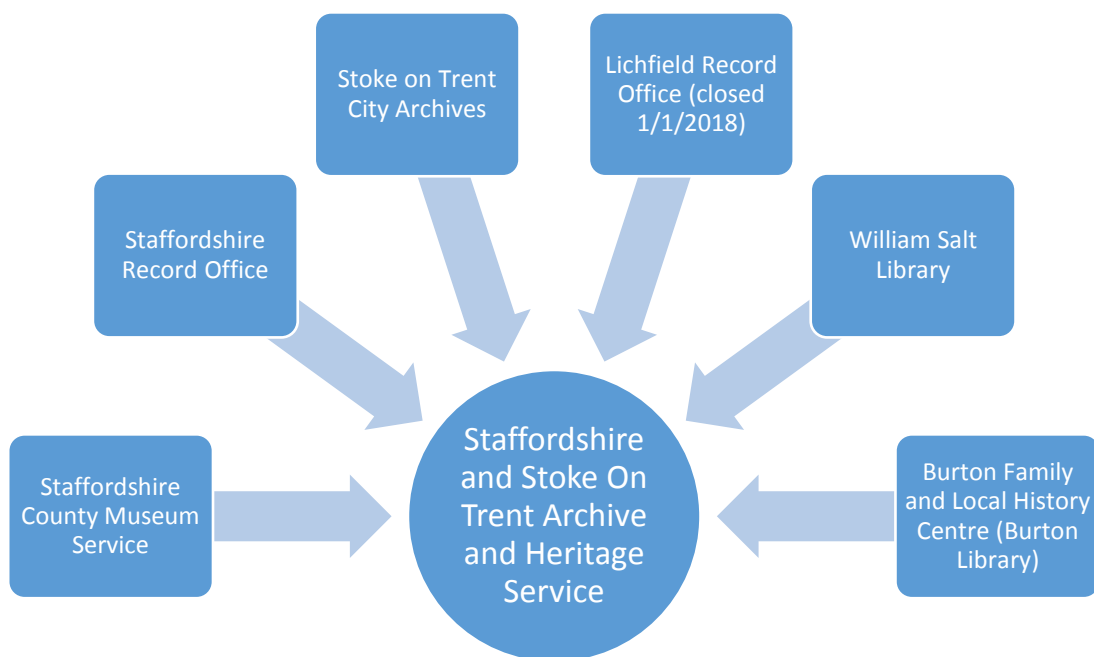 Stoke on Trent
City Archives
Lichfield Record
Office (closed
1/1/2018)
Staffordshire
Record Office
William Salt
Library
Staffordshire
County Museum
Service
Staffordshire
and Stoke On
Trent Archive
and Heritage
Service
Burton Family
and Local History
Centre (Burton
Library)